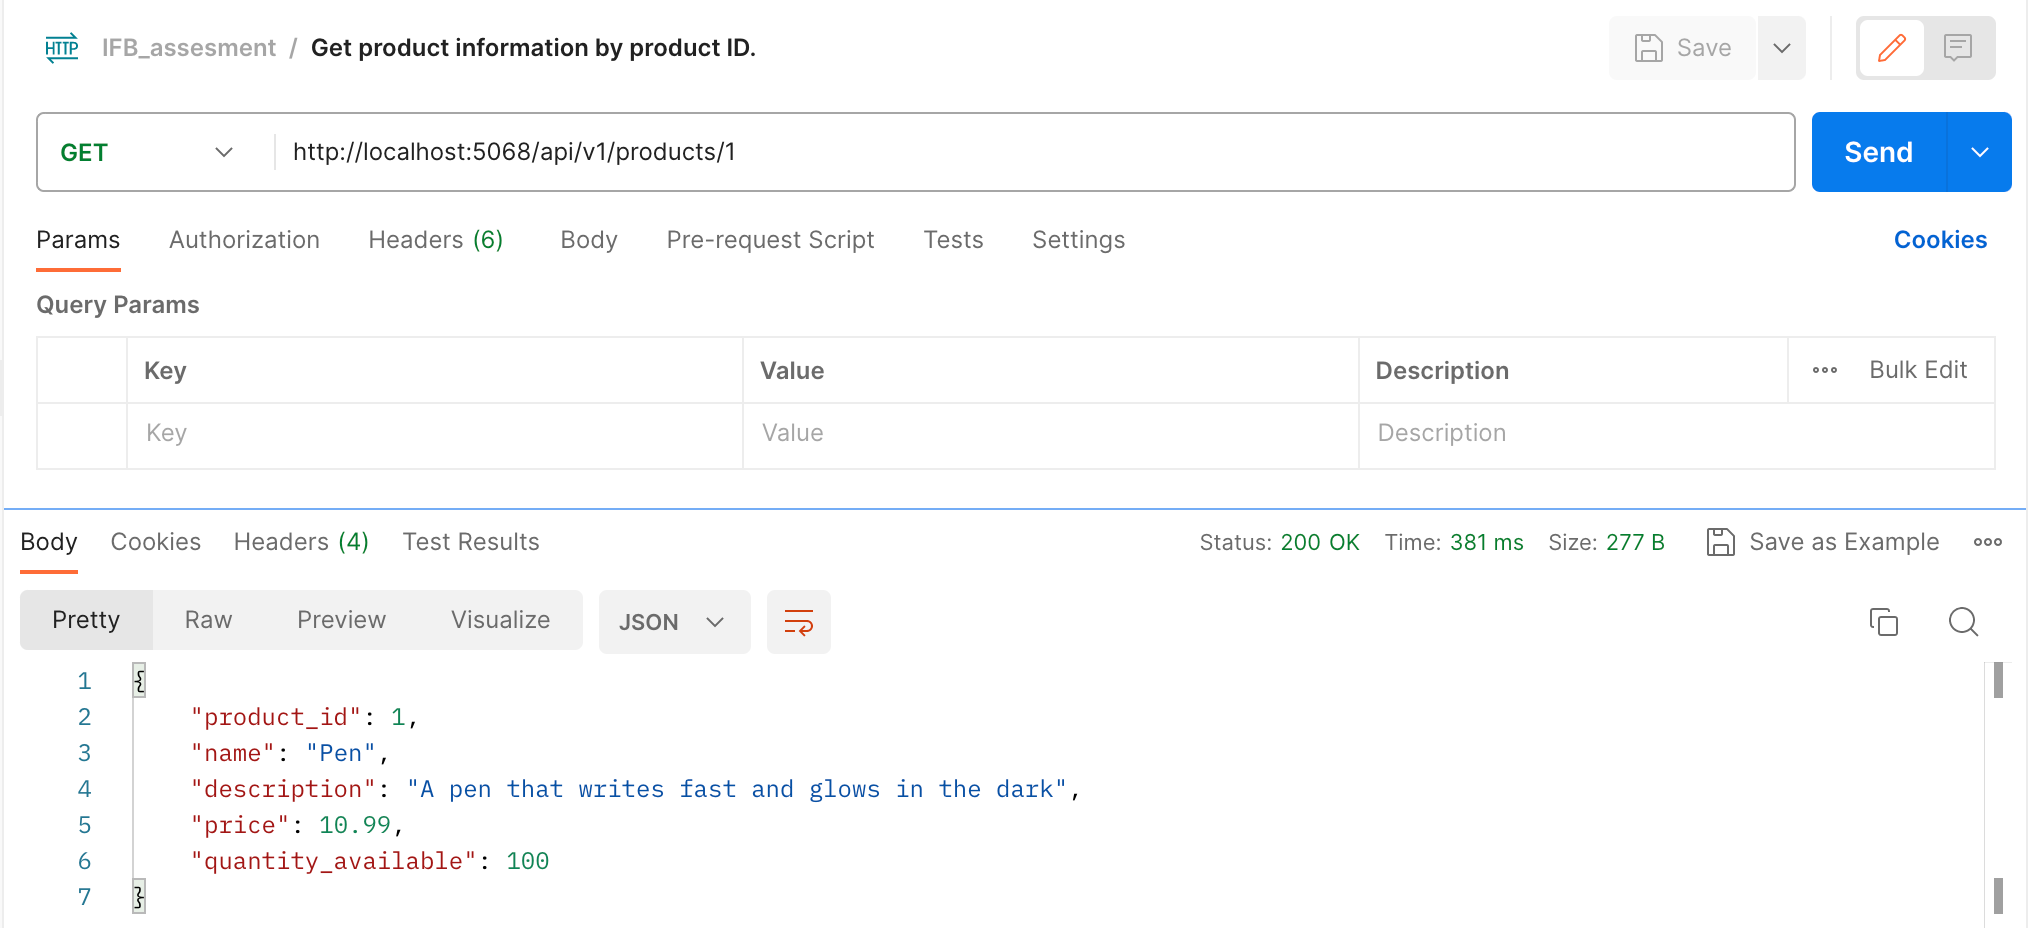 HTTP IFB_assesment / Get product information by product ID. Save
GET http://localhost:5068/api/v1/products/1 Send
Params Authorization Headers (6) Body Pre-request Script Tests Settings Cookies
Query Params
Key Value Description Bulk Edit
Key Value Description
Body Cookies Headers (4) Test Results Status: 200 OK Time: 381 ms Size: 277 B Save as Example
Pretty Raw Preview Visualize JSON
1 {
2 "product_id": 1,
3 "name": "Pen",
4 "description": "A pen that writes fast and glows in the dark",
5 "price": 10.99,
6 "quantity_available": 100
7 }